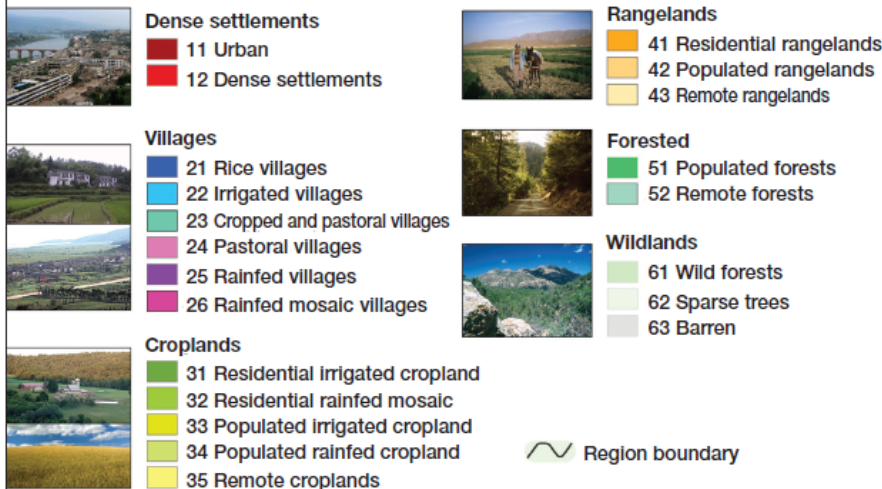 Dense settlements
11 Urban
12 Dense settlements
Villages
21 Rice villages
22 Irrigated villages
23 Cropped and pastoral villages
24 Pastoral villages
25 Rainfed villages
26 Rainfed mosaic villages
Croplands
31 Residential irrigated cropland
32 Residential rainfed mosaic
33 Populated irrigated cropland
34 Populated rainfed cropland
35 Remote croplands
Rangelands
41 Residential rangelands
42 Populated rangelands
43 Remote rangelands
Forested
51 Populated forests
52 Remote forests
Wildlands
61 Wild forests
62 Sparse trees
63 Barren
Region boundary